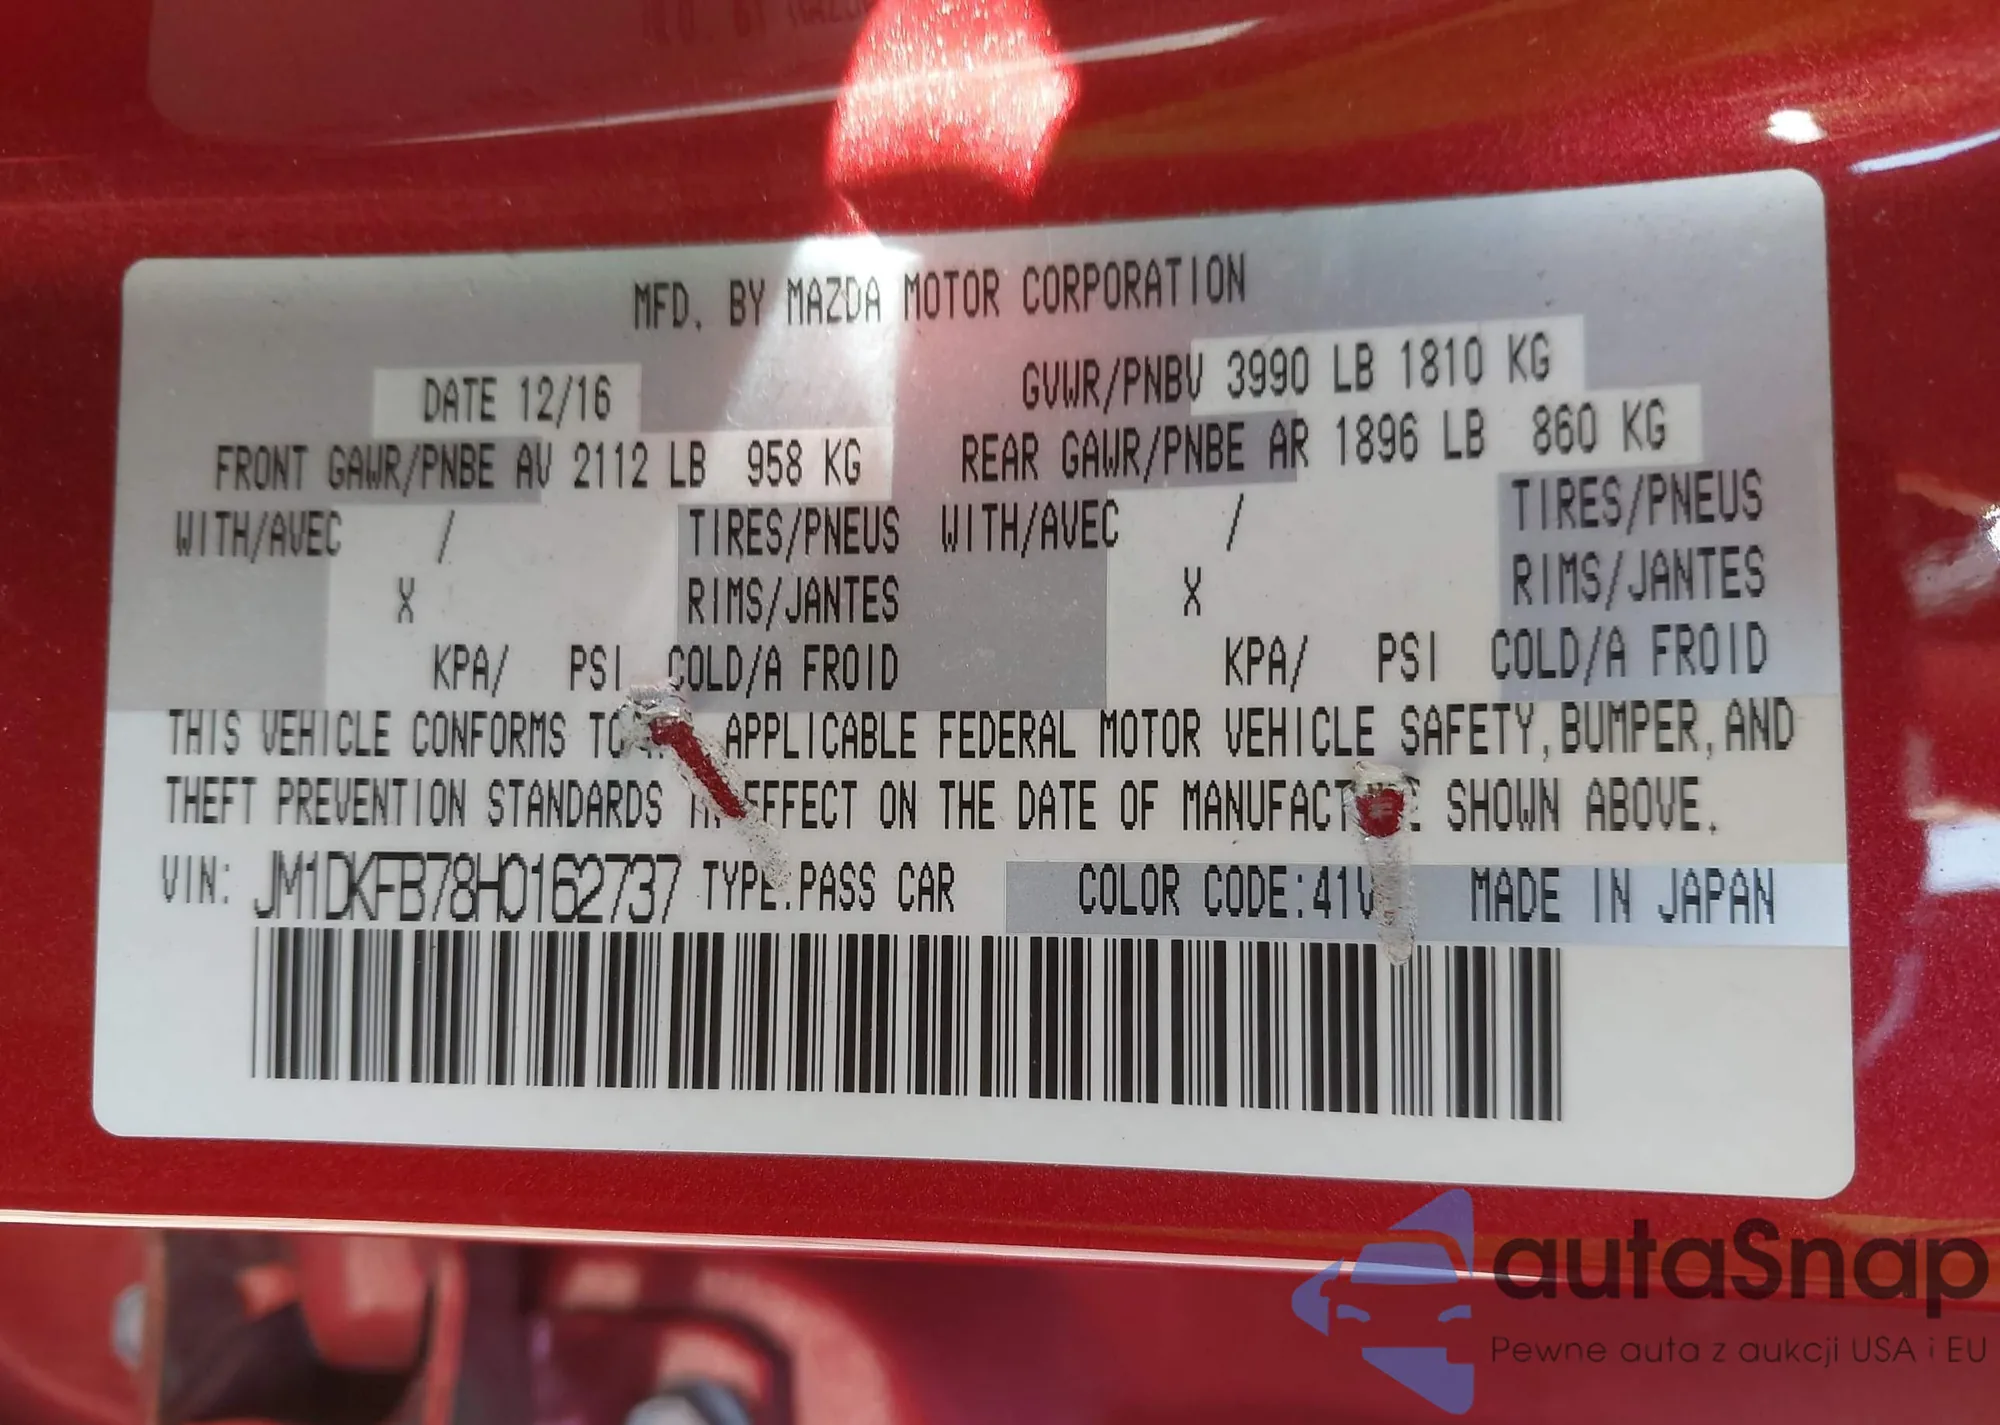 MFD. BY MAZDA MOTOR CORPORATION
DATE 12/16
GVWR/PNBV 3990 LB 1810 KG
FRONT GAWR/PNBE AV 2112 LB 958 KG
REAR GAWR/PNBE AR 1896 LB 860 KG
WITH/AVEC / TIRES/PNEUS WITH/AVEC / TIRES/PNEUS
X RIMS/JANTES X RIMS/JANTES
KPA/ PSI COLD/A FROID KPA/ PSI COLD/A FROID
THIS VEHICLE CONFORMS TO APPLICABLE FEDERAL MOTOR VEHICLE SAFETY, BUMPER, AND
THEFT PREVENTION STANDARDS EFFECT ON THE DATE OF SHOWN ABOVE.
VIN: JM1DKFB78H0162737 TYPE: PASS CAR COLOR CODE:41V MADE IN JAPAN
autaSnap
Pewne auta z aukcji USA i EU